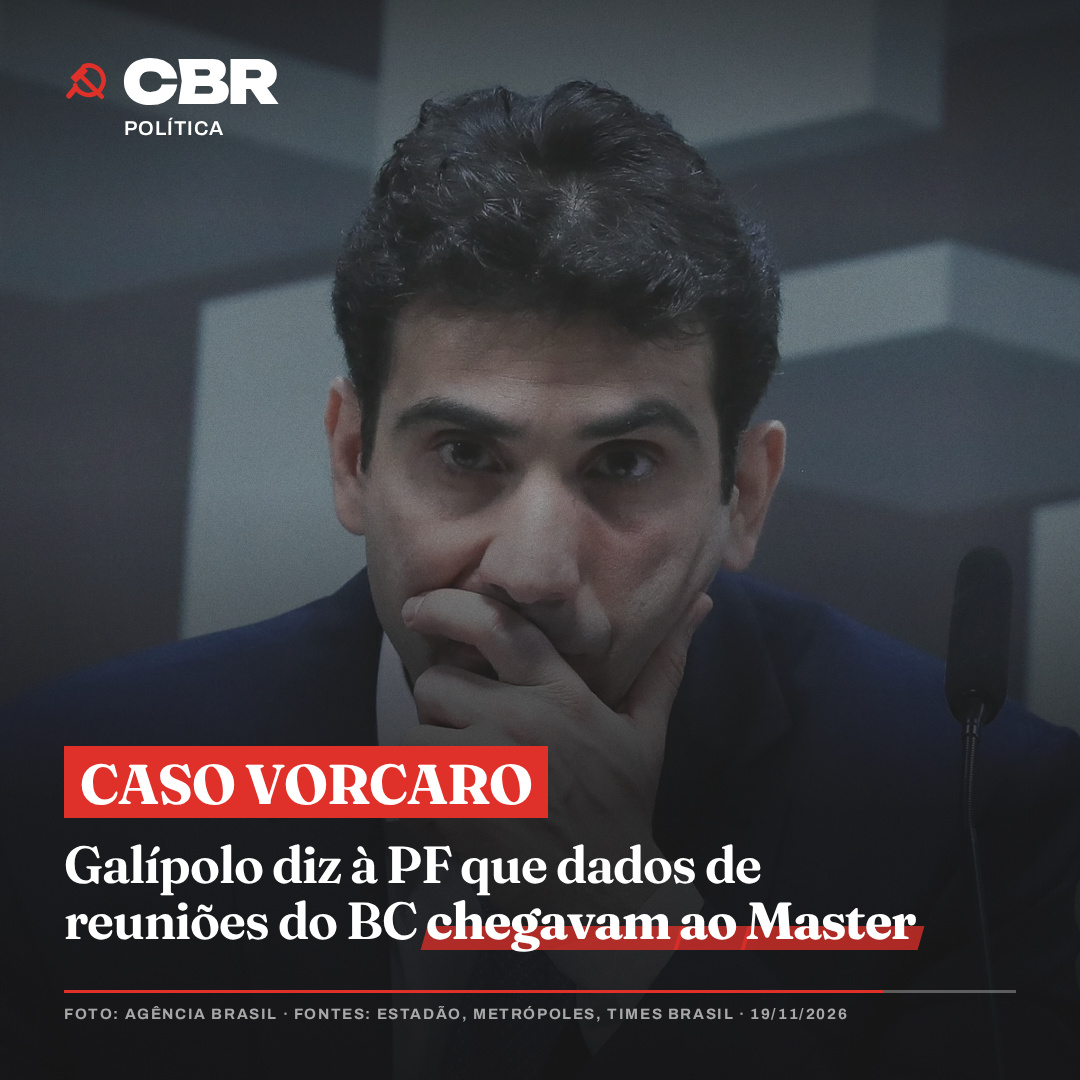 CBR
POLÍTICA
CASO VORCARO
Galípolo diz à PF que dados de
reuniões do BC chegavam ao Master
FOTO: AGÊNCIA BRASIL · FONTES: ESTADÃO, METRÓPOLES, TIMES BRASIL · 19/11/2026